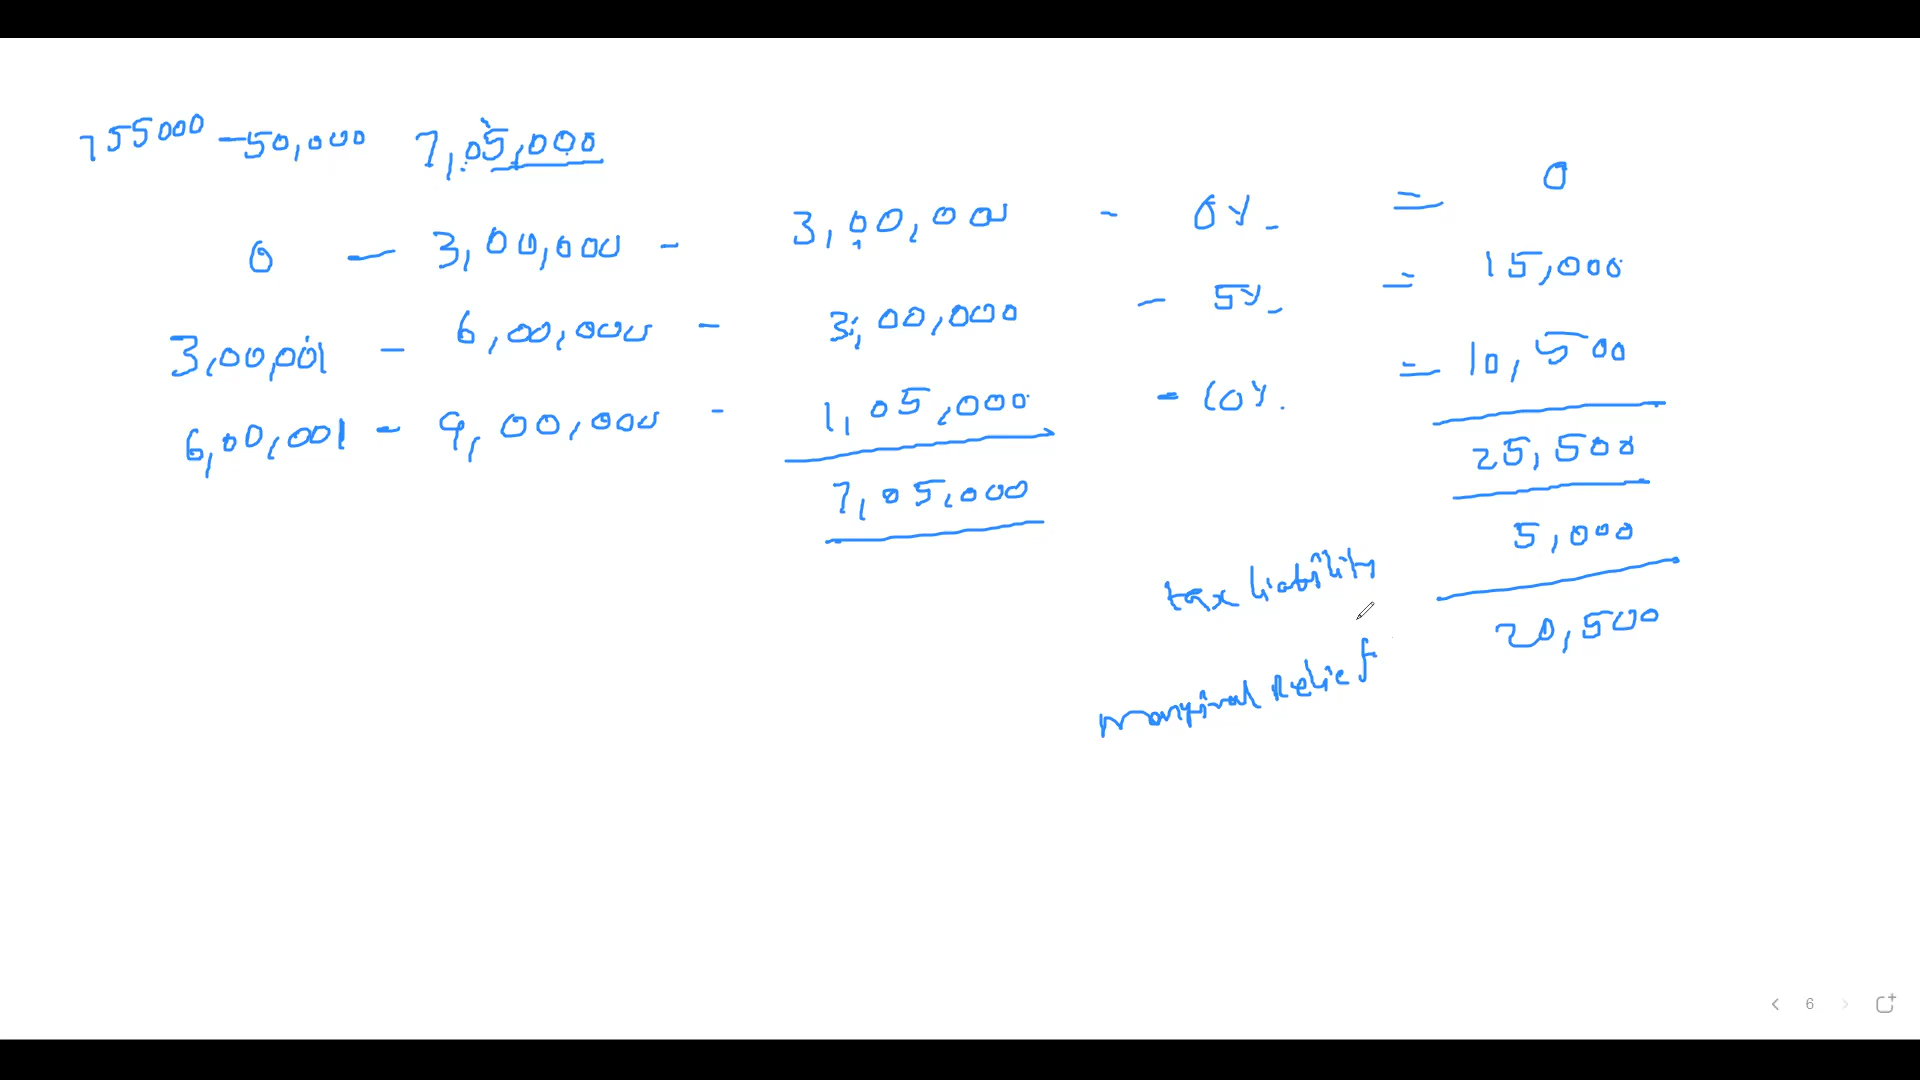 755000 - 50,000 7,05,000
0 - 3,00,000 - 3,00,000 - 0% = 0
3,00,001 - 6,00,000 - 3,00,000 - 5% = 15,000
6,00,001 - 9,00,000 - 1,05,000 - 10% = 10,500
7,05,000 25,500
tax liability 5,000
marginal Relief 20,500
6